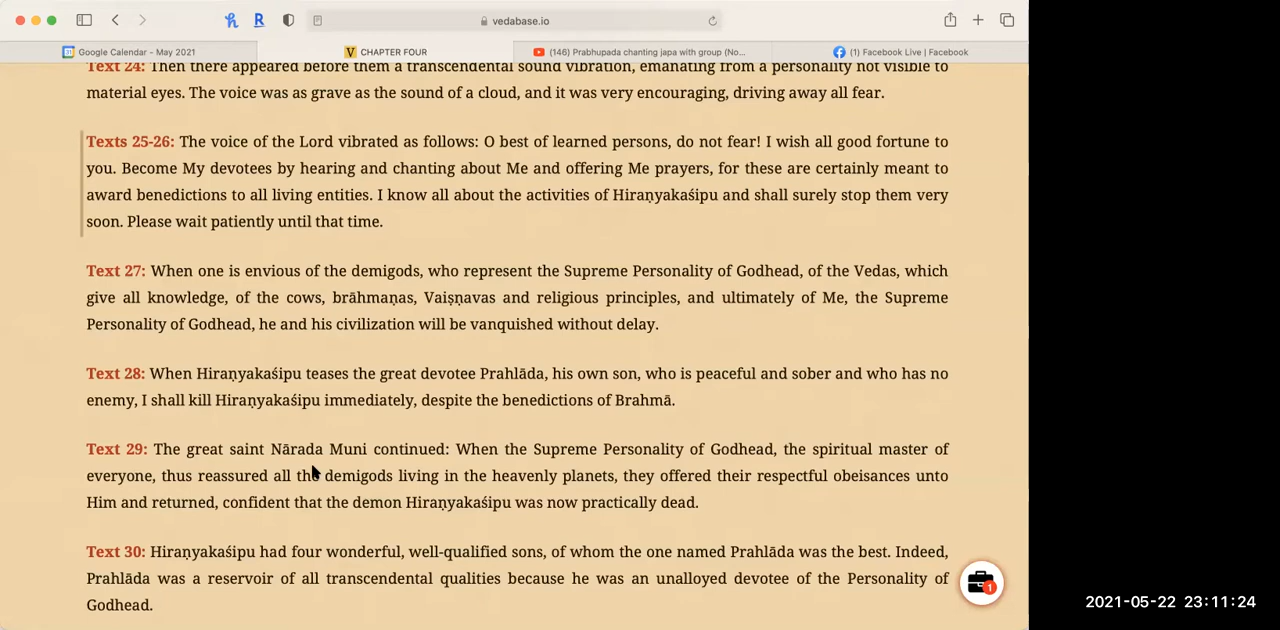 vedabase.io
Google Calendar - May 2021
CHAPTER FOUR
(146) Prabhupada chanting japa with group (No...
(1) Facebook Live | Facebook
Text 24: Then there appeared before them a transcendental sound vibration, emanating from a personality not visible to
material eyes. The voice was as grave as the sound of a cloud, and it was very encouraging, driving away all fear.
Texts 25-26: The voice of the Lord vibrated as follows: O best of learned persons, do not fear! I wish all good fortune to
you. Become My devotees by hearing and chanting about Me and offering Me prayers, for these are certainly meant to
award benedictions to all living entities. I know all about the activities of Hiraṇyakaśipu and shall surely stop them very
soon. Please wait patiently until that time.
Text 27: When one is envious of the demigods, who represent the Supreme Personality of Godhead, of the Vedas, which
give all knowledge, of the cows, brāhmaṇas, Vaiṣṇavas and religious principles, and ultimately of Me, the Supreme
Personality of Godhead, he and his civilization will be vanquished without delay.
Text 28: When Hiraṇyakaśipu teases the great devotee Prahlāda, his own son, who is peaceful and sober and who has no
enemy, I shall kill Hiraṇyakaśipu immediately, despite the benedictions of Brahmā.
Text 29: The great saint Nārada Muni continued: When the Supreme Personality of Godhead, the spiritual master of
everyone, thus reassured all the demigods living in the heavenly planets, they offered their respectful obeisances unto
Him and returned, confident that the demon Hiraṇyakaśipu was now practically dead.
Text 30: Hiraṇyakaśipu had four wonderful, well-qualified sons, of whom the one named Prahlāda was the best. Indeed,
Prahlāda was a reservoir of all transcendental qualities because he was an unalloyed devotee of the Personality of
Godhead.
1
2021-05-22 23:11:24